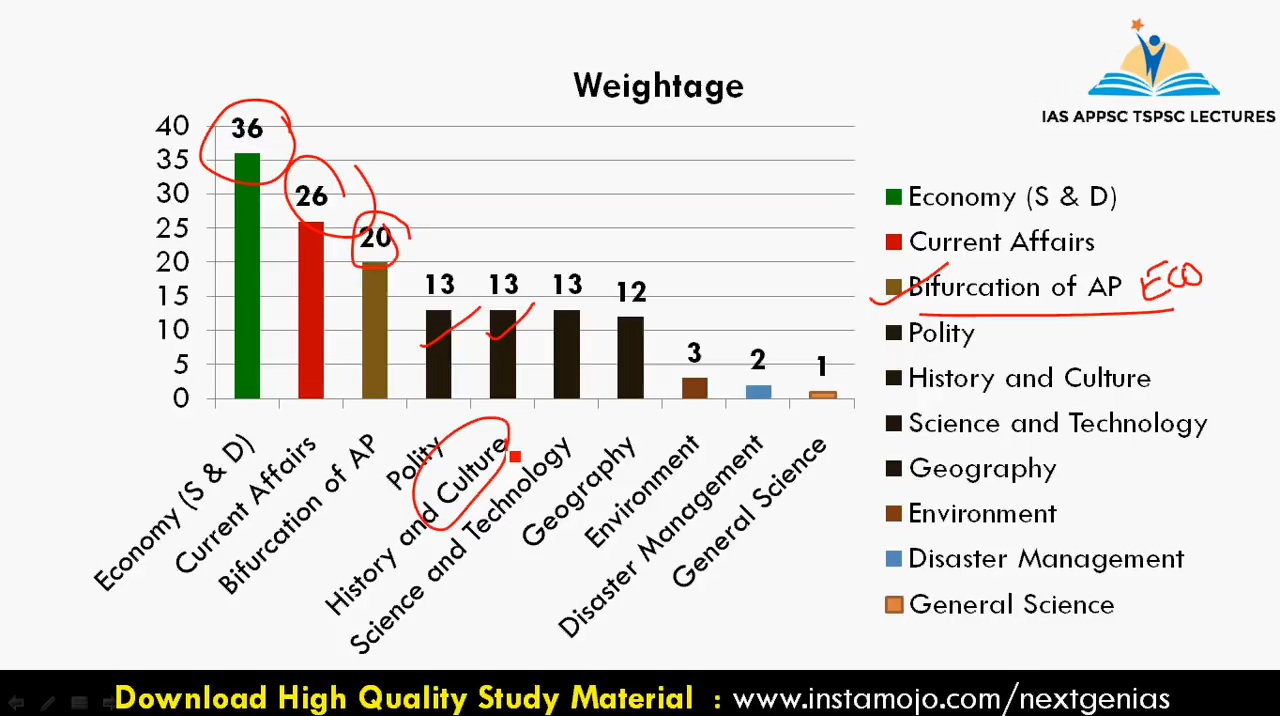 Weightage
IAS APPSC TSPSC LECTURES
40
35
30
25
20
15
10
5
0
36
26
20
13
13
13
12
3
2
1
Economy (S & D)
Current Affairs
Bifurcation of AP
Polity
History and Culture
Science and Technology
Geography
Environment
Disaster Management
General Science
Economy (S & D)
Current Affairs
Bifurcation of AP ECO
Polity
History and Culture
Science and Technology
Geography
Environment
Disaster Management
General Science
Download High Quality Study Material : www.instamojo.com/nextgenias